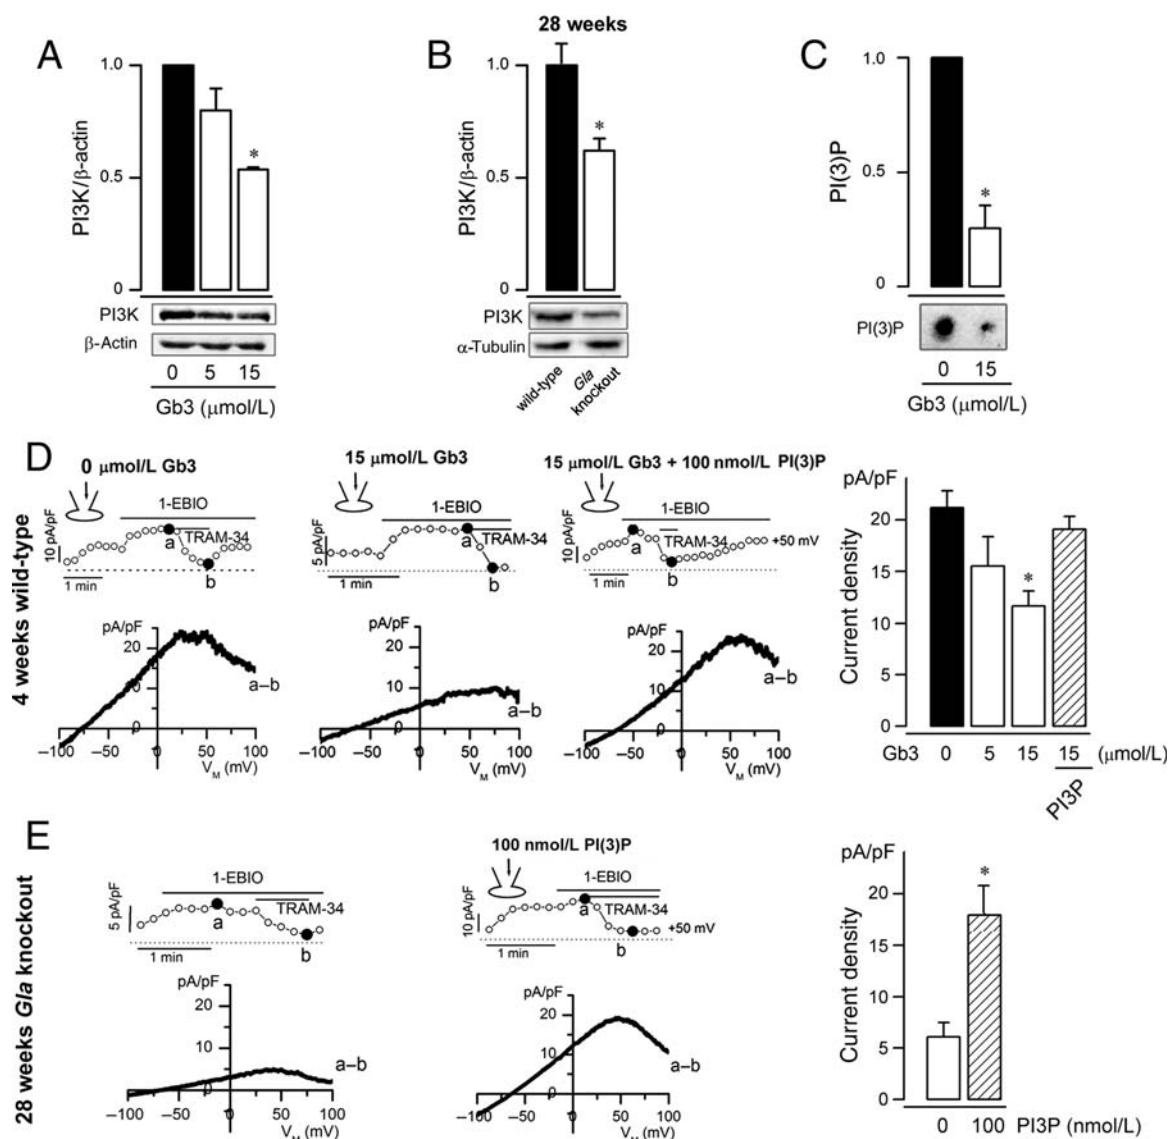 28 weeks
A
B
C
1.0
0.5
0
PI3K/β-actin
PI3K
β-Actin
0 5 15
Gb3 (μmol/L)
1.0
0.5
0
PI3K/β-actin
*
PI3K
α-Tubulin
wild-type
Gla
knockout
1.0
0.5
0
PI(3)P
*
PI(3)P
0 15
Gb3 (μmol/L)
*
D
4 weeks wild-type
0 μmol/L Gb3
1-EBIO
10 pA/pF
a
TRAM-34
b
1 min
15 μmol/L Gb3
1-EBIO
5 pA/pF
a
TRAM-34
b
1 min
15 μmol/L Gb3 + 100 nmol/L PI(3)P
1-EBIO
10 pA/pF
a
TRAM-34
+50 mV
b
1 min
pA/pF
20
10
0
a–b
−100 −50 0 50 100
VM (mV)
pA/pF
20
10
0
a–b
−100 −50 0 50 100
VM (mV)
pA/pF
20
10
0
a–b
−100 −50 0 50 100
VM (mV)
pA/pF
20
15
10
5
0
Current density
*
Gb3 0 5 15 15 (μmol/L)
PI3P
E
28 weeks Gla knockout
1-EBIO
5 pA/pF
a
TRAM-34
b
1 min
100 nmol/L PI(3)P
1-EBIO
10 pA/pF
a
TRAM-34
+50 mV
b
1 min
pA/pF
20
10
0
a–b
−100 −50 0 50 100
VM (mV)
pA/pF
20
10
0
a–b
−100 −50 0 50 100
VM (mV)
pA/pF
20
15
10
5
0
Current density
*
0 100 PI3P (nmol/L)